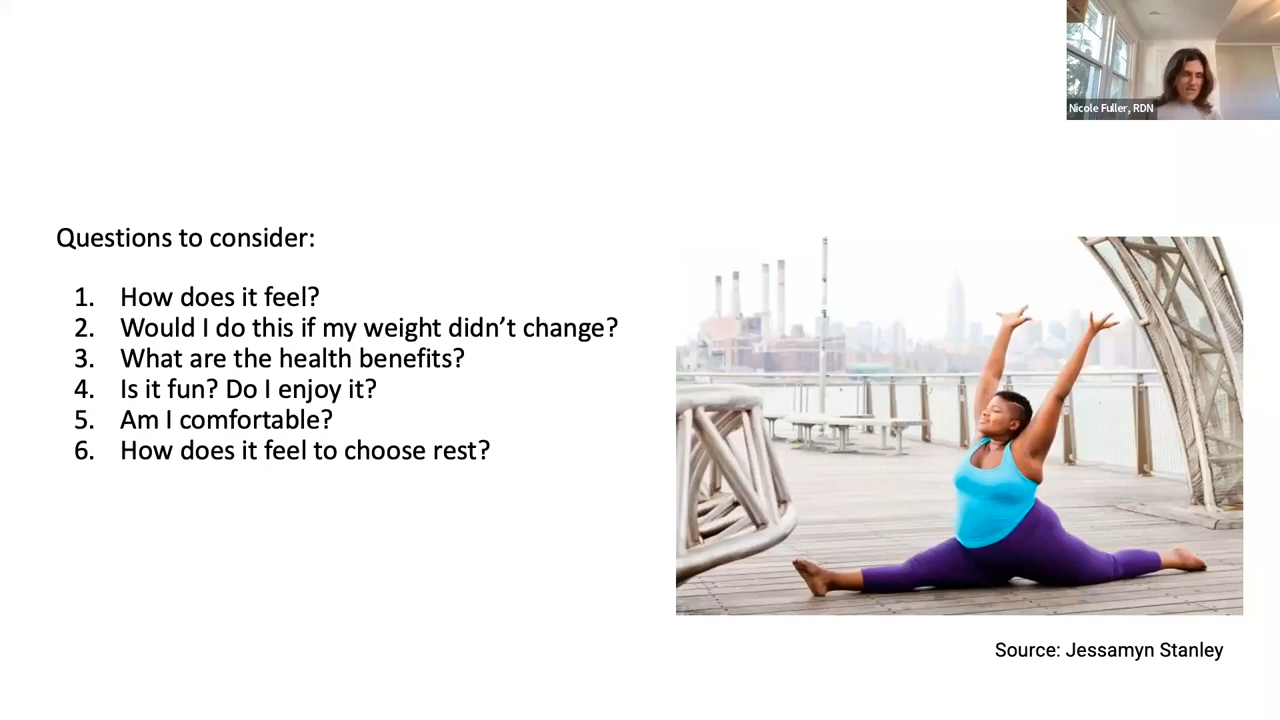 Nicole Fuller, RDN
Questions to consider:
1. How does it feel?
2. Would I do this if my weight didn’t change?
3. What are the health benefits?
4. Is it fun? Do I enjoy it?
5. Am I comfortable?
6. How does it feel to choose rest?
Source: Jessamyn Stanley